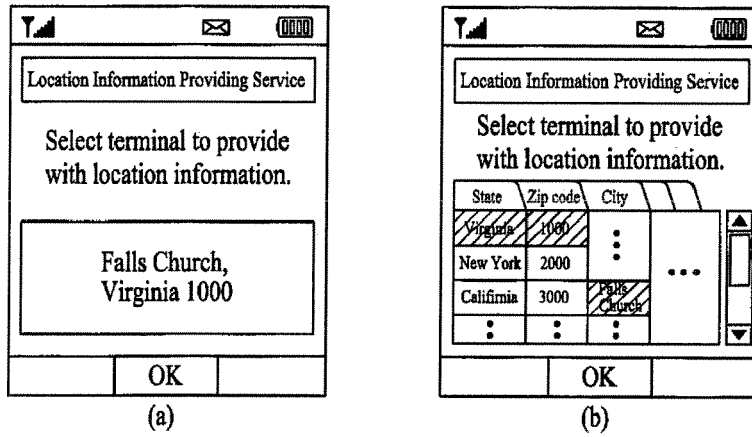 Location Information Providing Service
Select terminal to provide
with location information.
Falls Church,
Virginia 1000
OK
(a)
Location Information Providing Service
Select terminal to provide
with location information.
State Zip code City
Virginia 1000
New York 2000
Califirnia 3000 Falls
Church
OK
(b)